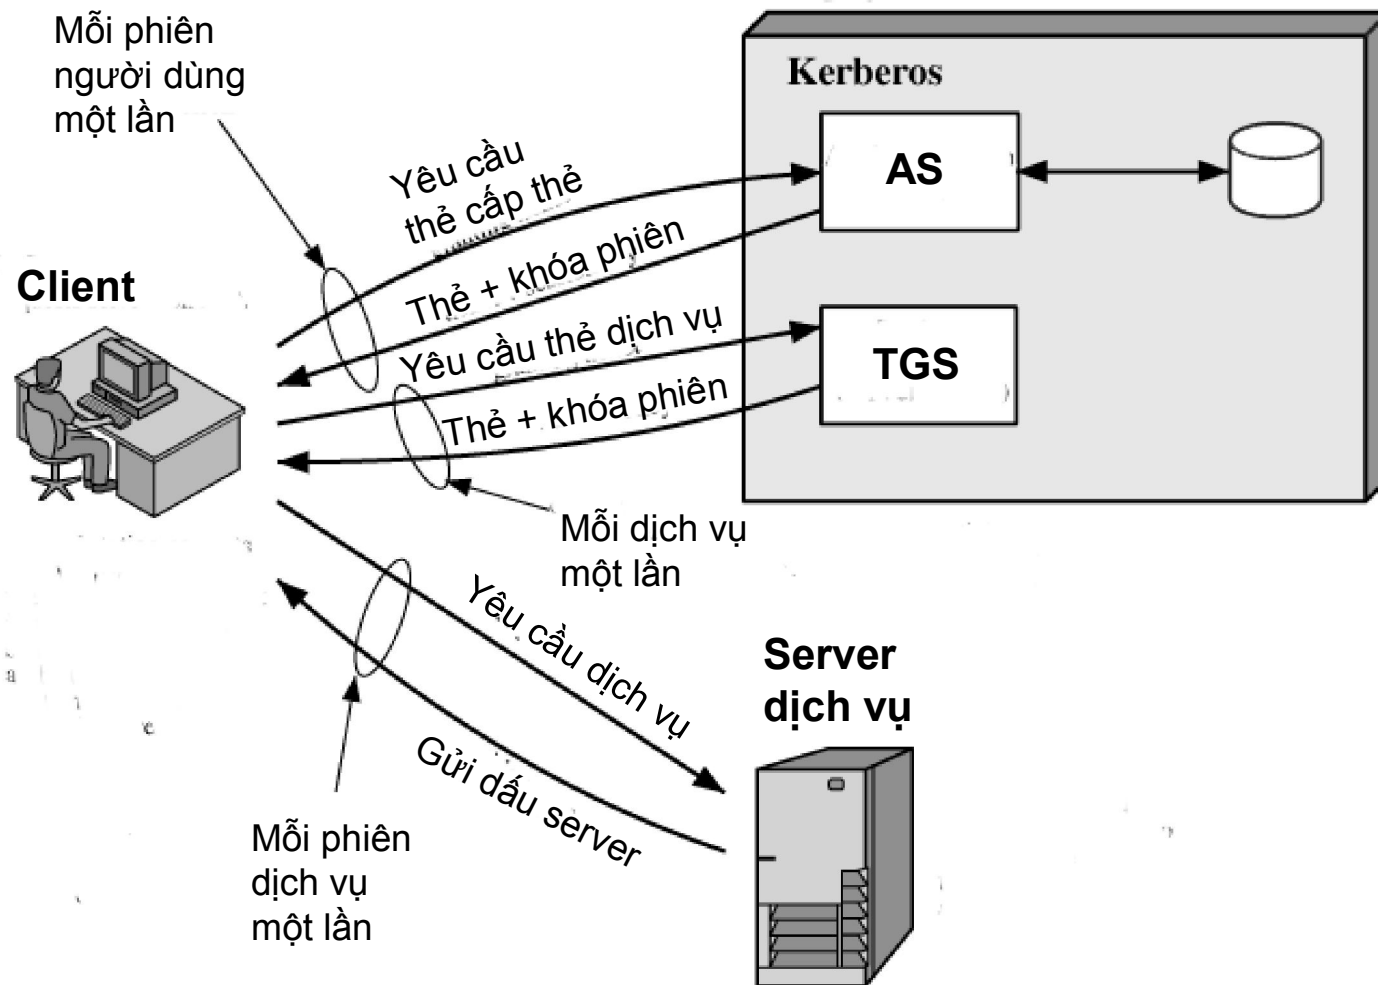 Mỗi phiên
người dùng
một lần
Kerberos
AS
Yêu cầu
thẻ cấp thẻ
Thẻ + khóa phiên
Client
Yêu cầu thẻ dịch vụ
TGS
Thẻ + khóa phiên
Mỗi dịch vụ
một lần
Yêu cầu dịch vụ
Server
dịch vụ
Gửi dấu server
Mỗi phiên
dịch vụ
một lần